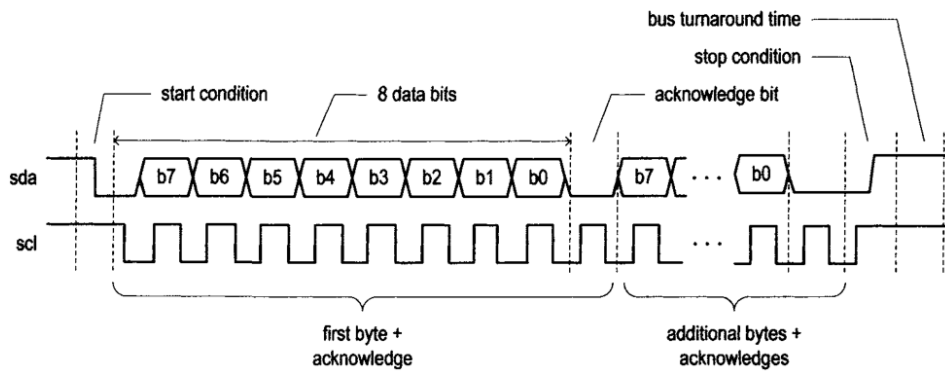 bus turnaround time
stop condition
start condition
8 data bits
acknowledge bit
sda
b7 b6 b5 b4 b3 b2 b1 b0 b7 ... b0
scl
...
first byte +
acknowledge
additional bytes +
acknowledges